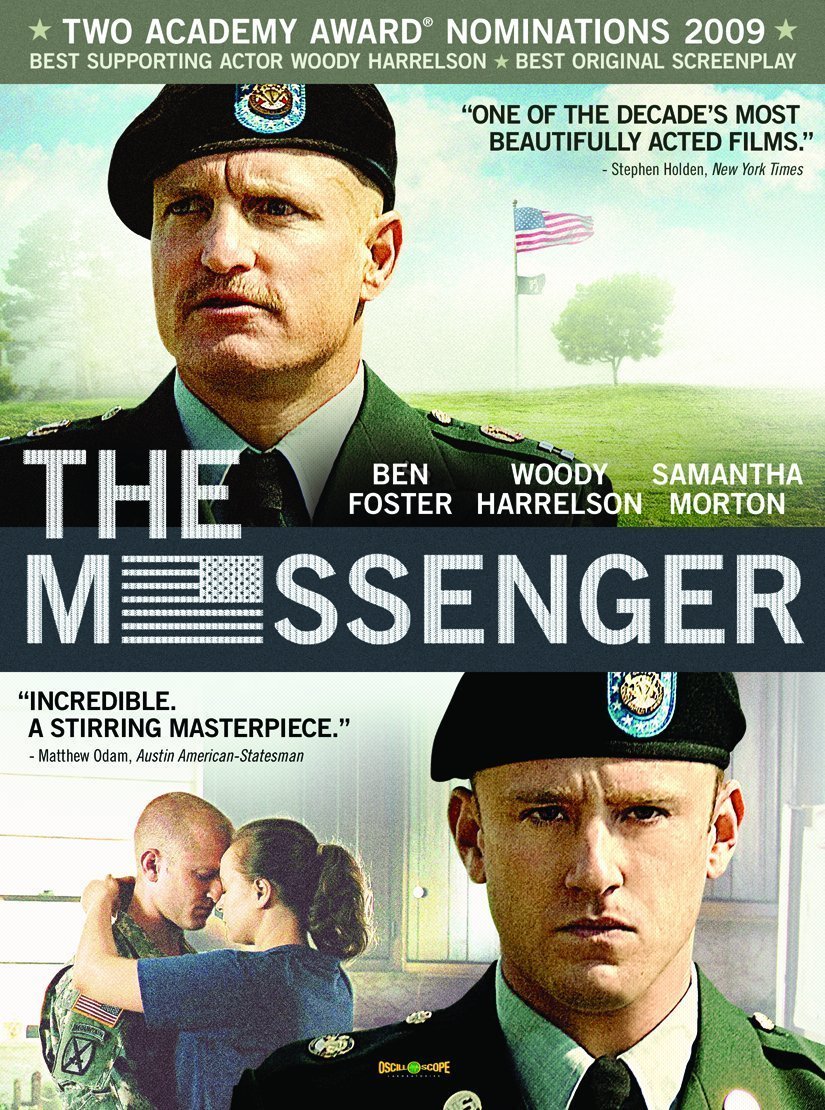 ★ TWO ACADEMY AWARD® NOMINATIONS 2009 ★
BEST SUPPORTING ACTOR WOODY HARRELSON ★ BEST ORIGINAL SCREENPLAY
“ONE OF THE DECADE’S MOST
BEAUTIFULLY ACTED FILMS.”
- Stephen Holden, New York Times
BEN FOSTER
WOODY HARRELSON
SAMANTHA MORTON
THE
MESSENGER
“INCREDIBLE.
A STIRRING MASTERPIECE.”
- Matthew Odam, Austin American-Statesman
OSCILLOSCOPE
LABORATORIES